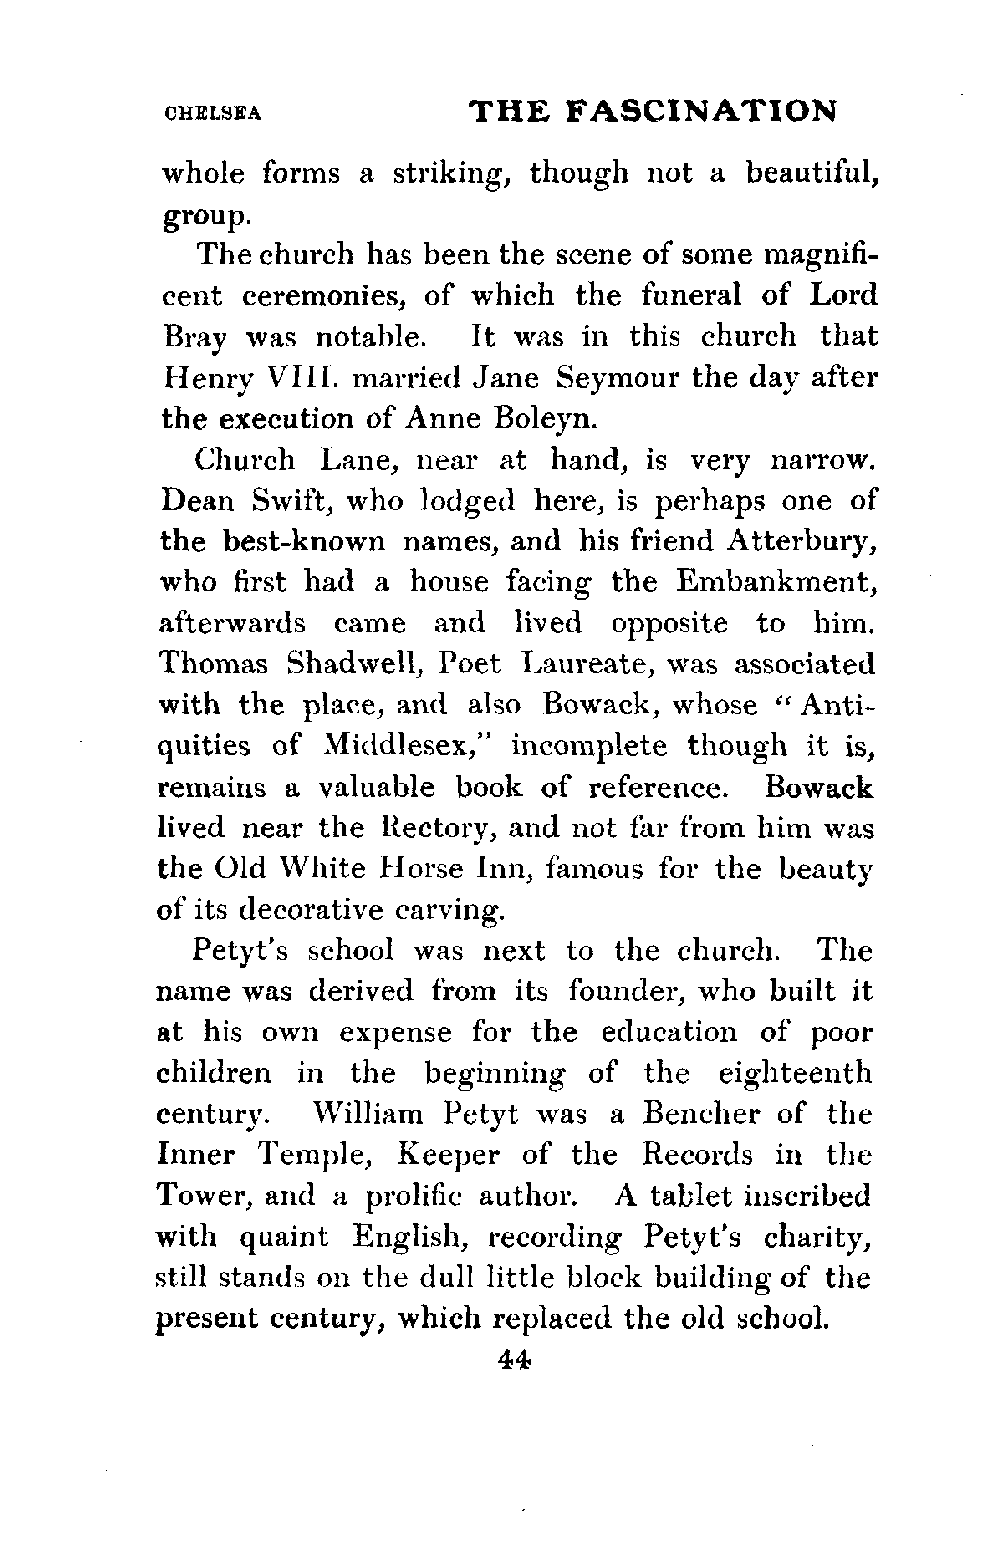 CHELSEA THE FASCINATION
whole forms a striking, though not a beautiful,
group.
The church has been the scene of some magnifi-
cent ceremonies, of which the funeral of Lord
Bray was notable. It was in this church that
Henry VIII. married Jane Seymour the day after
the execution of Anne Boleyn.
Church Lane, near at hand, is very narrow.
Dean Swift, who lodged here, is perhaps one of
the best-known names, and his friend Atterbury,
who first had a house facing the Embankment,
afterwards came and lived opposite to him.
Thomas Shadwell, Poet Laureate, was associated
with the place, and also Bowack, whose “Anti-
quities of Middlesex,” incomplete though it is,
remains a valuable book of reference. Bowack
lived near the Rectory, and not far from him was
the Old White Horse Inn, famous for the beauty
of its decorative carving.
Petyt's school was next to the church. The
name was derived from its founder, who built it
at his own expense for the education of poor
children in the beginning of the eighteenth
century. William Petyt was a Bencher of the
Inner Temple, Keeper of the Records in the
Tower, and a prolific author. A tablet inscribed
with quaint English, recording Petyt's charity,
still stands on the dull little block building of the
present century, which replaced the old school.
44